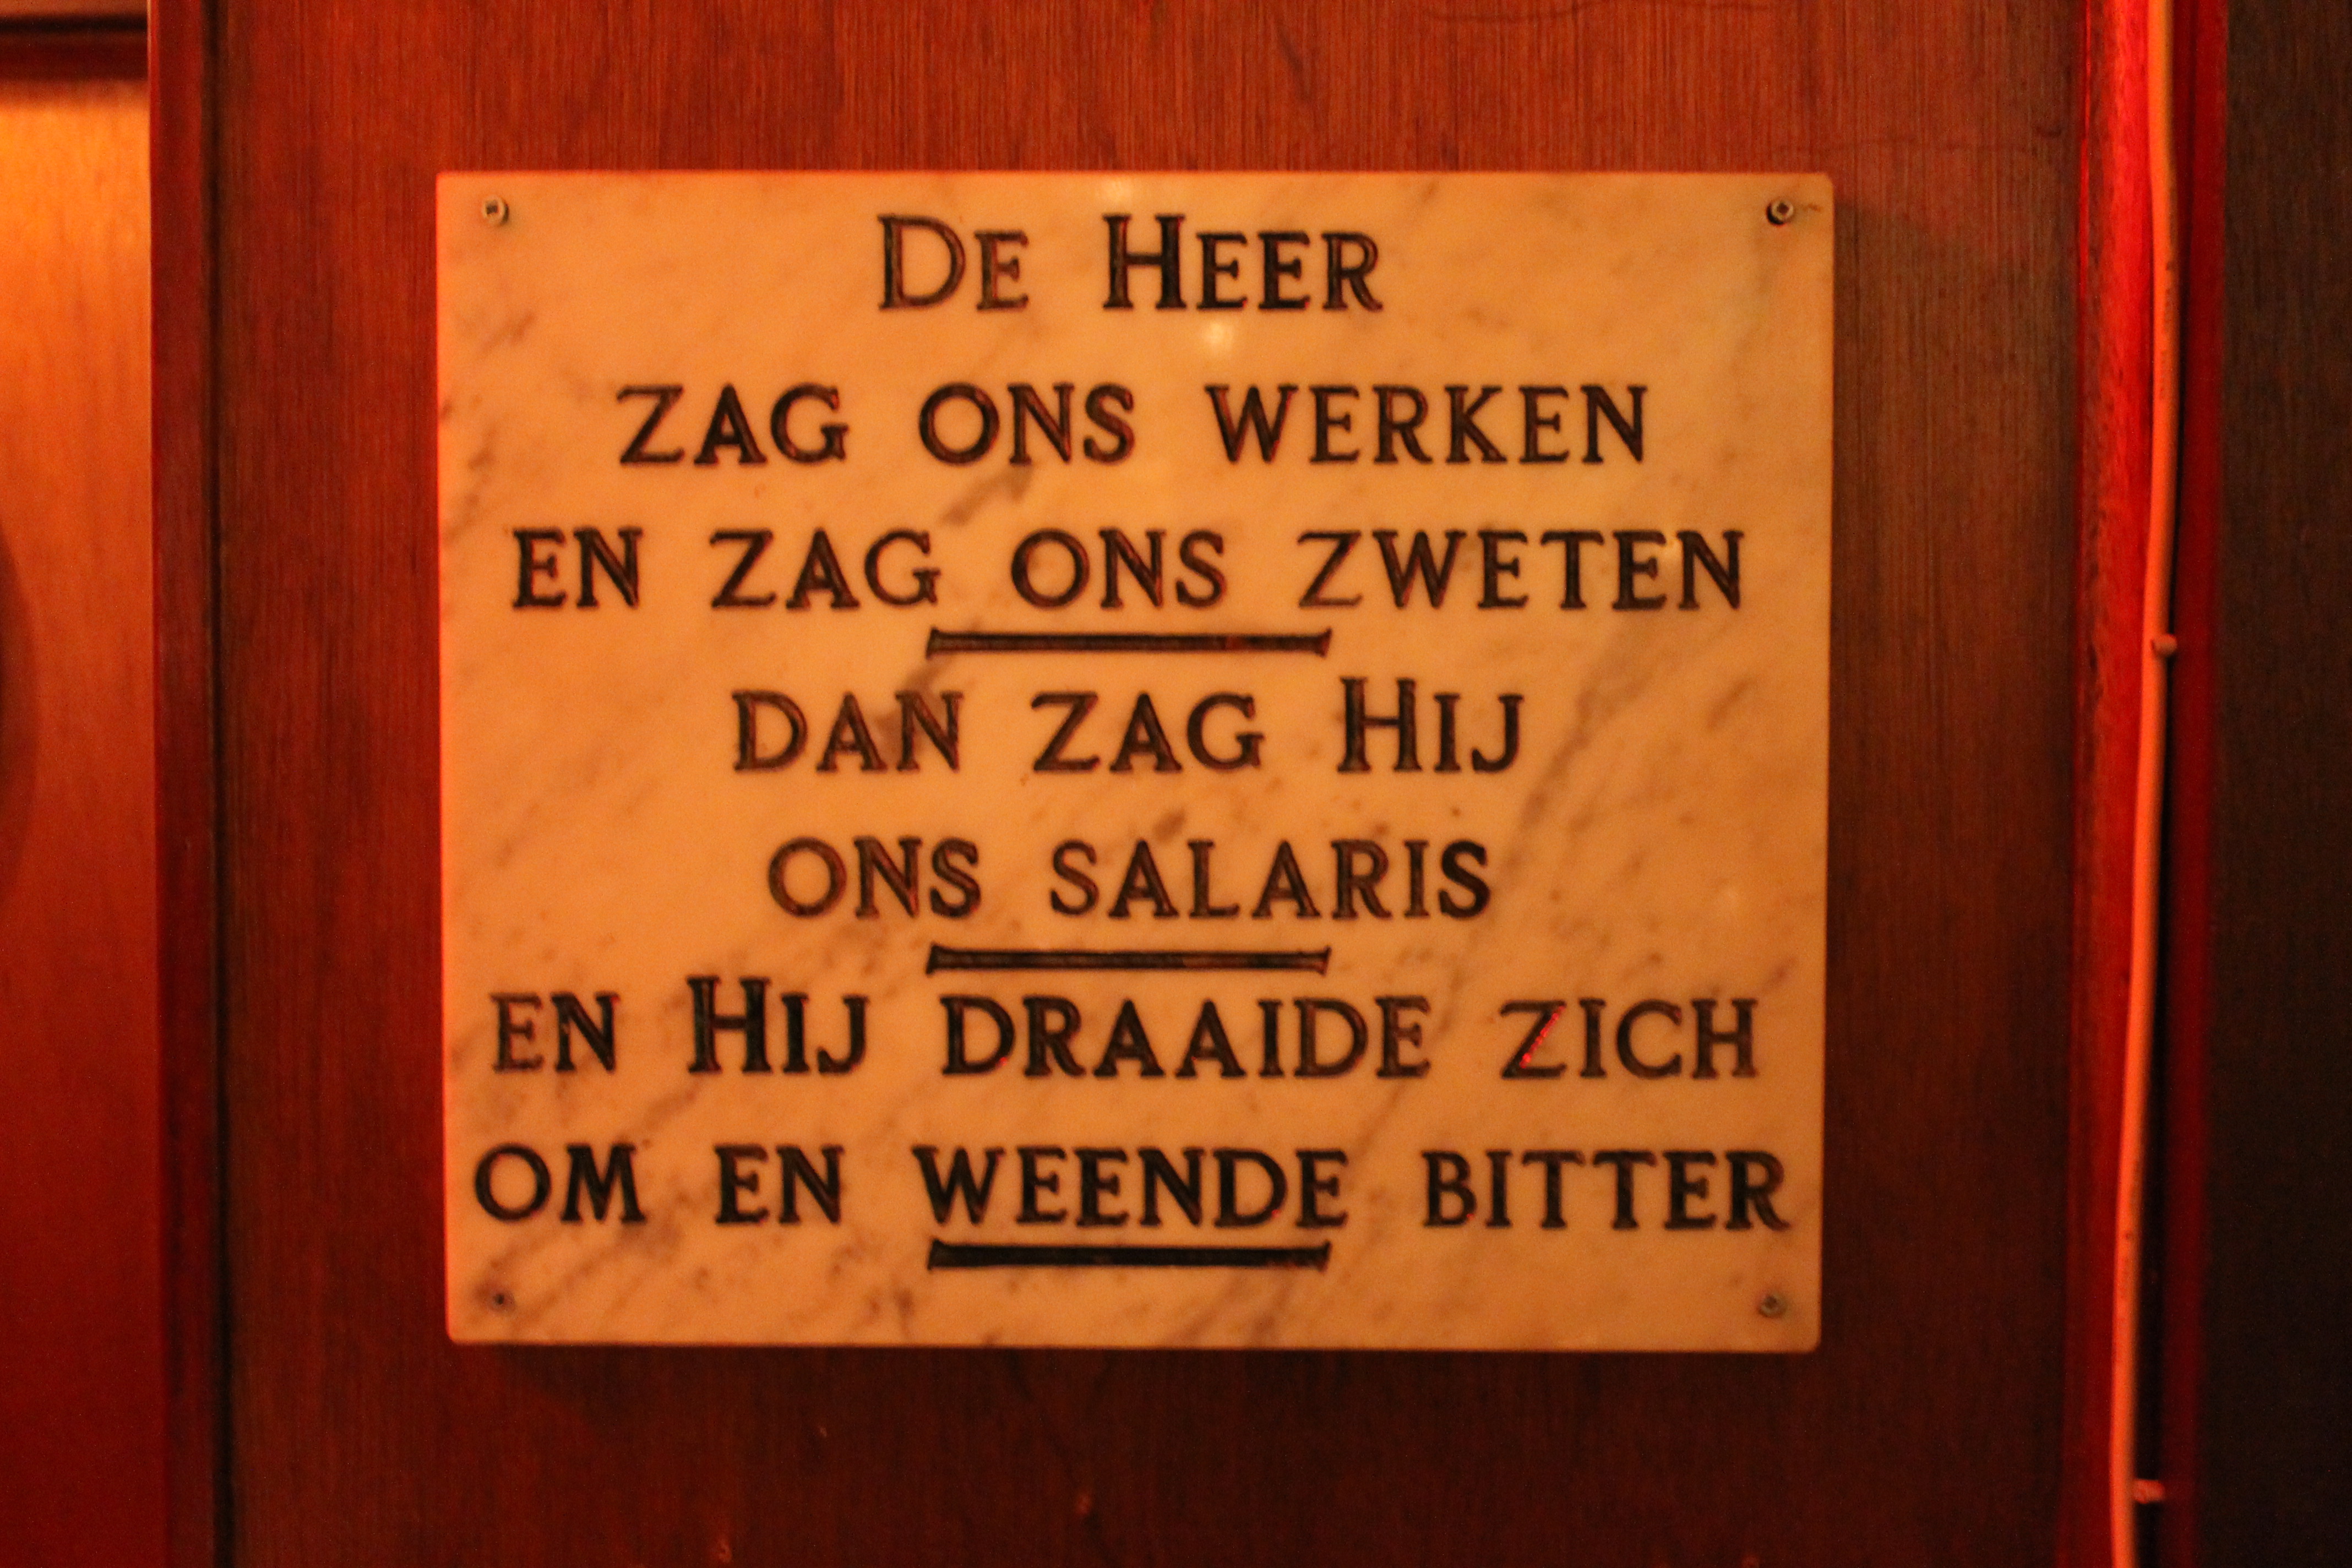 De Heer
zag ons werken
en zag ons zweten
dan zag Hij
ons salaris
en Hij draaide zich
om en weende bitter